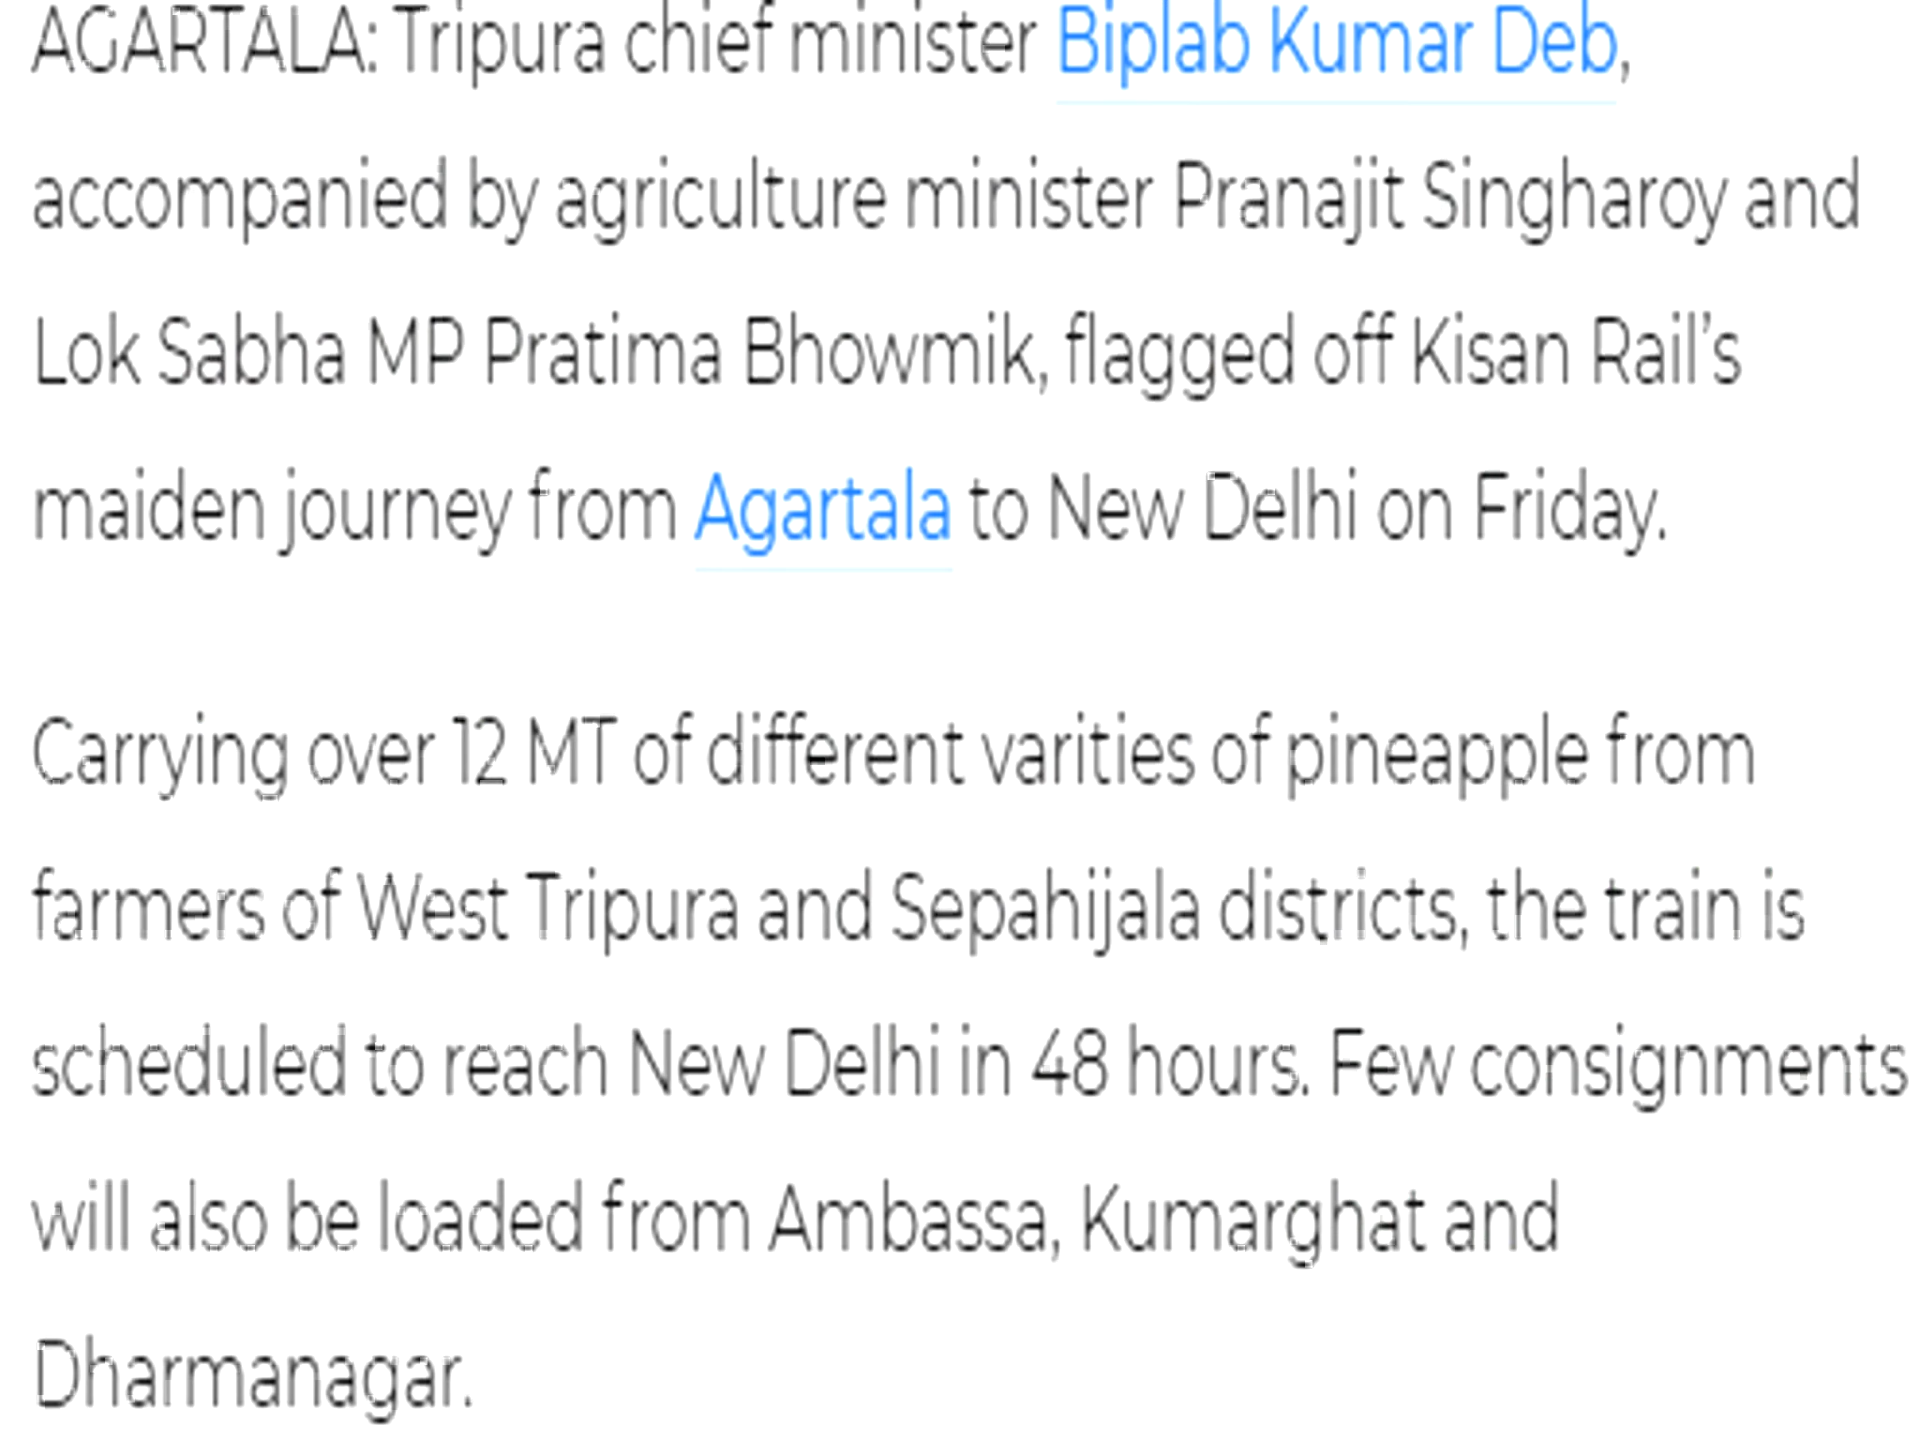 AGARTALA: Tripura chief minister Biplab Kumar Deb,
accompanied by agriculture minister Pranajit Singharoy and
Lok Sabha MP Pratima Bhowmik, flagged off Kisan Rail’s
maiden journey from Agartala to New Delhi on Friday.
Carrying over 12 MT of different varities of pineapple from
farmers of West Tripura and Sepahijala districts, the train is
scheduled to reach New Delhi in 48 hours. Few consignments
will also be loaded from Ambassa, Kumarghat and
Dharmanagar.